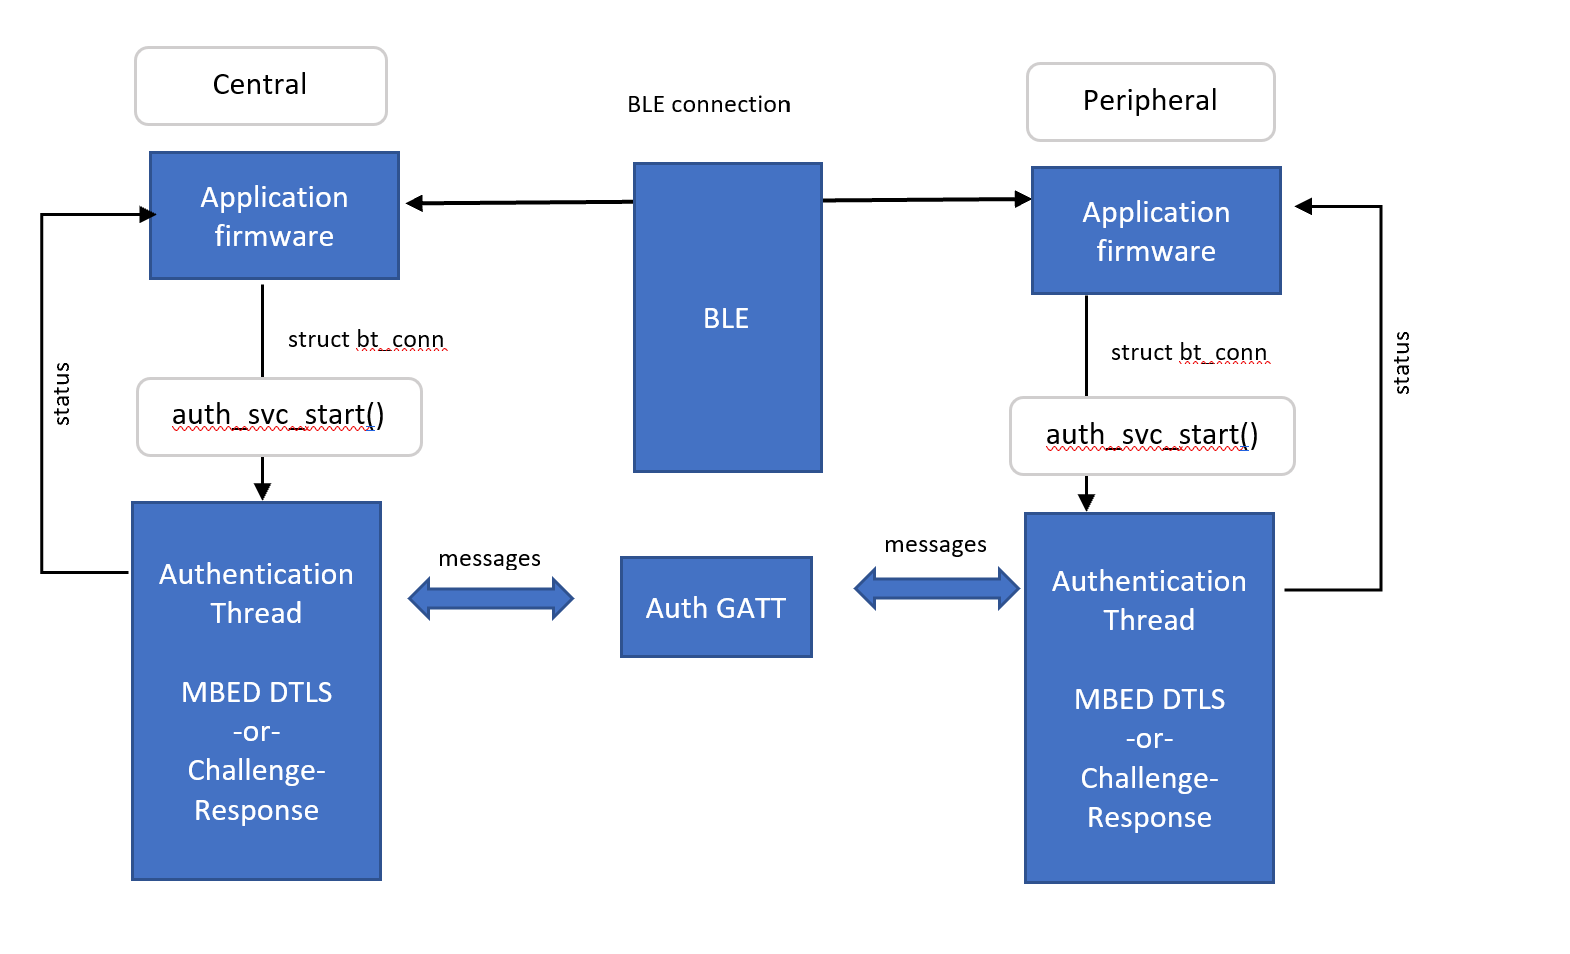 Central
BLE connection
Peripheral
Application
firmware
BLE
Application
firmware
struct bt_conn
struct bt_conn
status
status
auth_svc_start()
auth_svc_start()
messages
messages
Authentication
Thread
MBED DTLS
-or-
Challenge-
Response
Auth GATT
Authentication
Thread
MBED DTLS
-or-
Challenge-
Response